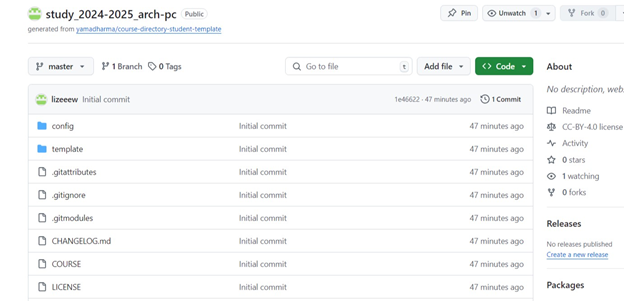 study_2024-2025_arch-pc Public
Pin Unwatch 1 Fork 0
generated from yamadharma/course-directory-student-template
master 1 Branch 0 Tags Go to file t Add file Code
About
lizeeew Initial commit 1e46622 · 47 minutes ago 1 Commit
No description, web
config Initial commit 47 minutes ago
Readme
template Initial commit 47 minutes ago
CC-BY-4.0 license
.gitattributes Initial commit 47 minutes ago
Activity
0 stars
.gitignore Initial commit 47 minutes ago
1 watching
.gitmodules Initial commit 47 minutes ago
0 forks
CHANGELOG.md Initial commit 47 minutes ago
Releases
COURSE Initial commit 47 minutes ago
No releases published
Create a new release
LICENSE Initial commit 47 minutes ago
Packages